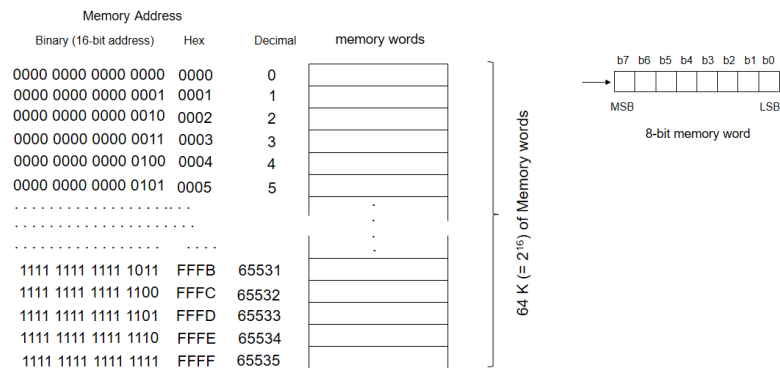 Memory Address
Binary (16-bit address) Hex Decimal memory words
0000 0000 0000 0000 0000 0
0000 0000 0000 0001 0001 1
0000 0000 0000 0010 0002 2
0000 0000 0000 0011 0003 3
0000 0000 0000 0100 0004 4
0000 0000 0000 0101 0005 5
. . . . . . . . . . . . . . . . . . . . .
. . . . . . . . . . . . . . . . . . . . . .
. . . . . . . . . . . . . . . . . . . . .
1111 1111 1111 1011 FFFB 65531
1111 1111 1111 1100 FFFC 65532
1111 1111 1111 1101 FFFD 65533
1111 1111 1111 1110 FFFE 65534
1111 1111 1111 1111 FFFF 65535
64 K (= 2¹⁶) of Memory words
b7 b6 b5 b4 b3 b2 b1 b0
MSB LSB
8-bit memory word